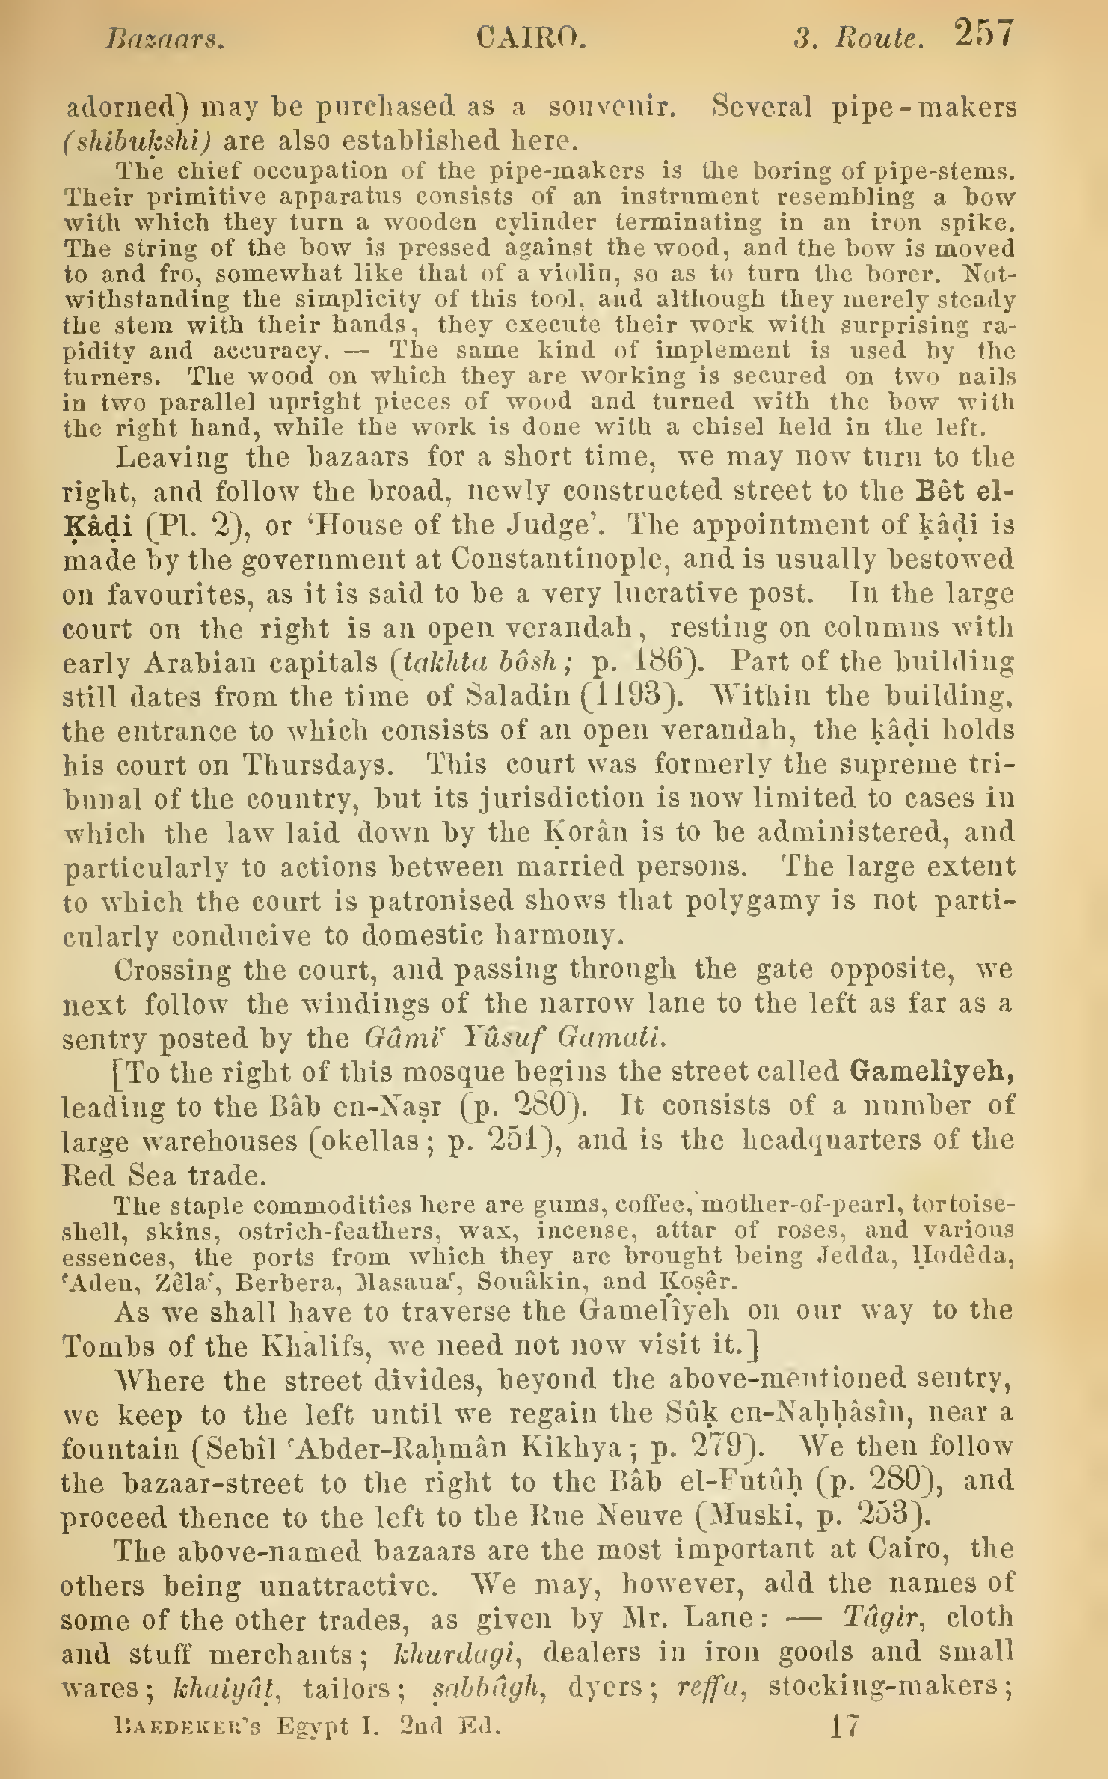 Bazaars. CAIRO. 3. Route. 257
adorned) may be purchased as a souvenir. Several pipe-makers
(shibuḳshi) are also established here.
The chief occupation of the pipe-makers is the boring of pipe-stems.
Their primitive apparatus consists of an instrument resembling a bow
with which they turn a wooden cylinder terminating in an iron spike.
The string of the bow is pressed against the wood, and the bow is moved
to and fro, somewhat like that of a violin, so as to turn the borer. Not-
withstanding the simplicity of this tool, and although they merely steady
the stem with their hands, they execute their work with surprising ra-
pidity and accuracy. — The same kind of implement is used by the
turners. The wood on which they are working is secured on two nails
in two parallel upright pieces of wood and turned with the bow with
the right hand, while the work is done with a chisel held in the left.
Leaving the bazaars for a short time, we may now turn to the
right, and follow the broad, newly constructed street to the Bêt el-
Ḳâḍi (Pl. 2), or ‘House of the Judge’. The appointment of ḳâḍi is
made by the government at Constantinople, and is usually bestowed
on favourites, as it is said to be a very lucrative post. In the large
court on the right is an open verandah, resting on columns with
early Arabian capitals (takhta bôsh; p. 186). Part of the building
still dates from the time of Saladin (1193). Within the building,
the entrance to which consists of an open verandah, the ḳâḍi holds
his court on Thursdays. This court was formerly the supreme tri-
bunal of the country, but its jurisdiction is now limited to cases in
which the law laid down by the Ḳorân is to be administered, and
particularly to actions between married persons. The large extent
to which the court is patronised shows that polygamy is not parti-
cularly conducive to domestic harmony.
Crossing the court, and passing through the gate opposite, we
next follow the windings of the narrow lane to the left as far as a
sentry posted by the Gâmiʿ Yûsuf Gamali.
[To the right of this mosque begins the street called Gamelîyeh,
leading to the Bâb en-Naṣr (p. 280). It consists of a number of
large warehouses (okellas; p. 251), and is the headquarters of the
Red Sea trade.
The staple commodities here are gums, coffee, mother-of-pearl, tortoise-
shell, skins, ostrich-feathers, wax, incense, attar of roses, and various
essences, the ports from which they are brought being Jedda, Ḥodêda,
ʿAden, Zêlaʿ, Berbera, Masauaʿ, Souâkin, and Ḳoṣêr.
As we shall have to traverse the Gamelîyeh on our way to the
Tombs of the Khalifs, we need not now visit it.]
Where the street divides, beyond the above-mentioned sentry,
we keep to the left until we regain the Sûḳ en-Naḥḥâsîn, near a
fountain (Sebîl ʿAbder-Raḥmân Kikhya; p. 279). We then follow
the bazaar-street to the right to the Bâb el-Futûḥ (p. 280), and
proceed thence to the left to the Rue Neuve (Muski, p. 253).
The above-named bazaars are the most important at Cairo, the
others being unattractive. We may, however, add the names of
some of the other trades, as given by Mr. Lane: — Tâgir, cloth
and stuff merchants; khurdagi, dealers in iron goods and small
wares; khaiyâṭ, tailors; ṣabbâgh, dyers; reffa, stocking-makers;
BAEDEKER’S Egypt I. 2nd Ed. 17